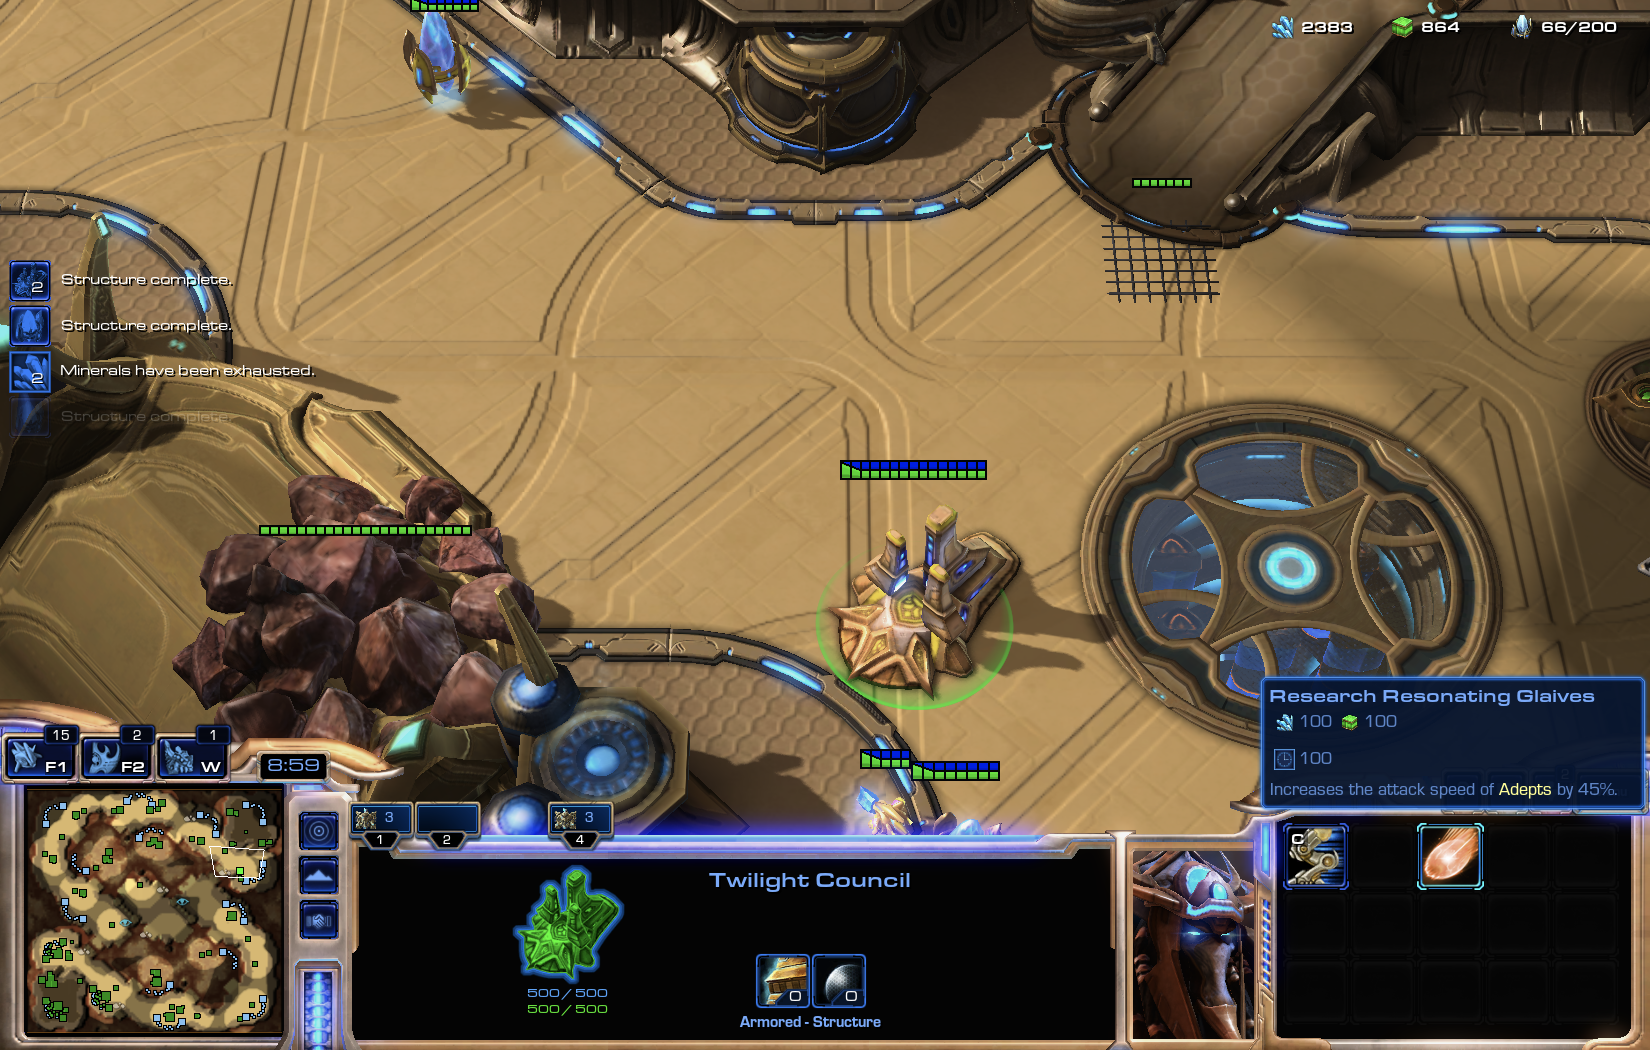 2383 864 66/200
2 Structure complete.
Structure complete.
2 Minerals have been exhausted.
Structure complete.
Research Resonating Glaives
100 100
100
Increases the attack speed of Adepts by 45%.
15 2 1
F1 F2 W
8:59
3 3
1 2 4
C
Twilight Council
500/500
500/500
0 0
Armored - Structure